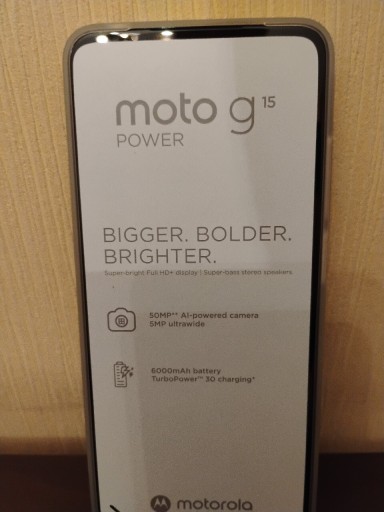 moto g 15
POWER
BIGGER. BOLDER.
BRIGHTER.
Super-bright Full HD+ display | Super-bass stereo speakers
50MP** AI-powered camera
5MP ultrawide
6000mAh battery
TurboPower™ 30 charging*
motorola